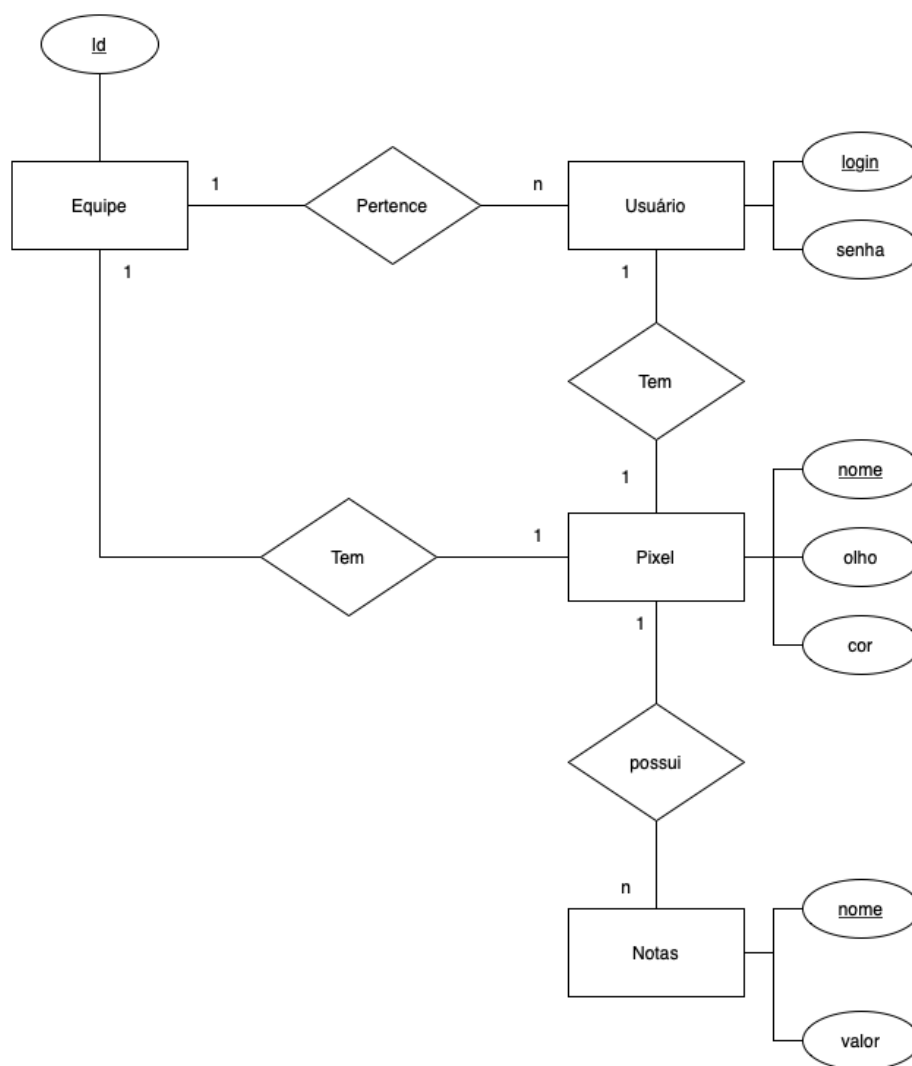 Id
Equipe
1
Pertence
n
Usuário
login
senha
1
1
Tem
1
nome
olho
cor
Tem
1
Pixel
1
possui
n
Notas
nome
valor